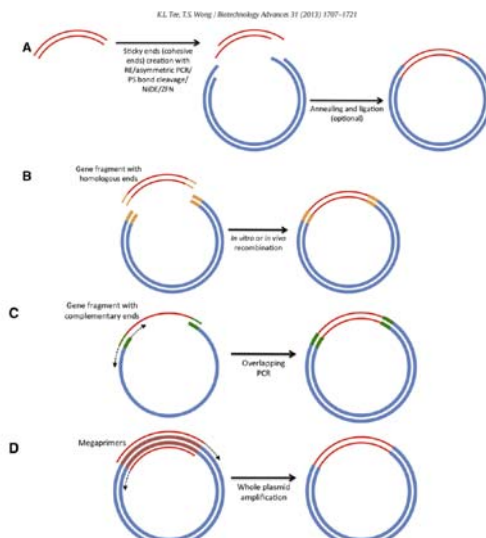 K.L. Tee, T.S. Wong / Biotechnology Advances 31 (2013) 1707–1721
A
Sticky ends (cohesive
ends) creation with
RE/asymmetric PCR/
PS bond cleavage/
NiDE/ZFN
Annealing and ligation
(optional)
B
Gene fragment with
homologous ends
in vitro or in vivo
recombination
C
Gene fragment with
complementary ends
Overlapping
PCR
D
Megaprimers
Whole plasmid
amplification